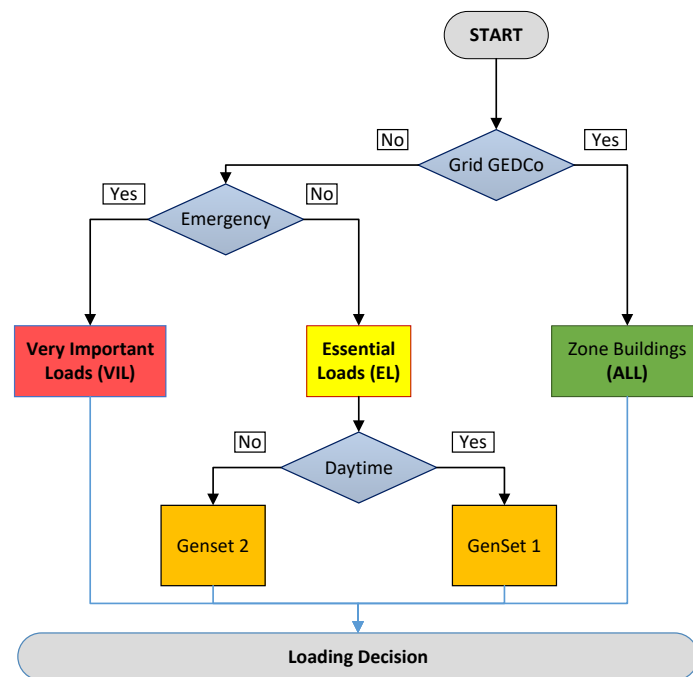 START
No
Yes
Grid GEDCo
Yes
No
Emergency
Very Important
Loads (VIL)
Essential
Loads (EL)
Zone Buildings
(ALL)
No
Yes
Daytime
Genset 2
GenSet 1
Loading Decision